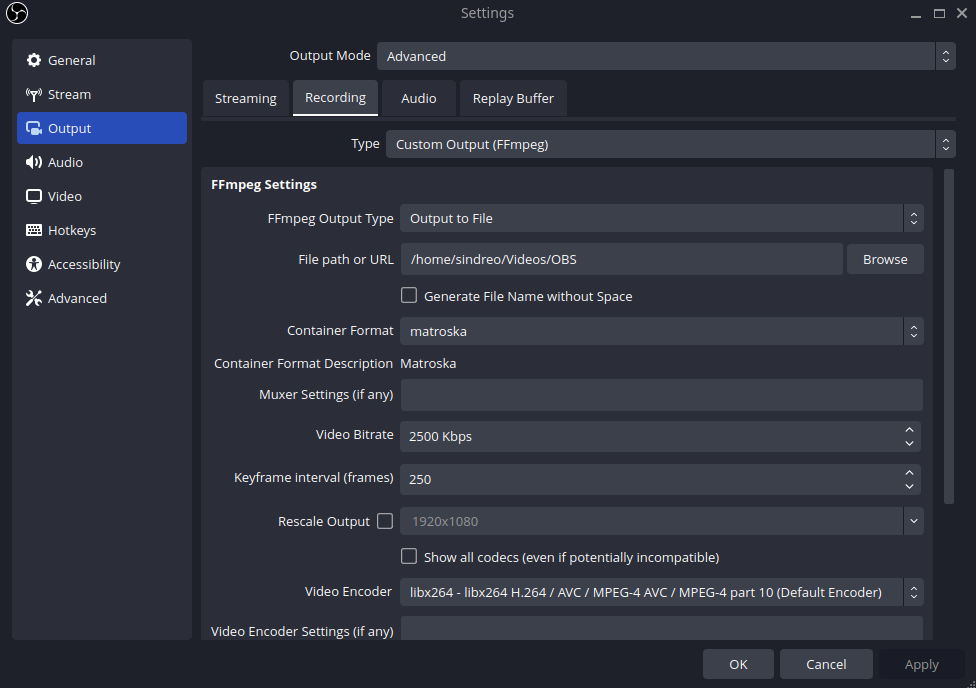 Settings
General
Stream
Output
Audio
Video
Hotkeys
Accessibility
Advanced
Output Mode Advanced
Streaming Recording Audio Replay Buffer
Type Custom Output (FFmpeg)
FFmpeg Settings
FFmpeg Output Type Output to File
File path or URL /home/sindreo/Videos/OBS Browse
Generate File Name without Space
Container Format matroska
Container Format Description Matroska
Muxer Settings (if any)
Video Bitrate 2500 Kbps
Keyframe interval (frames) 250
Rescale Output 1920x1080
Show all codecs (even if potentially incompatible)
Video Encoder libx264 - libx264 H.264 / AVC / MPEG-4 AVC / MPEG-4 part 10 (Default Encoder)
Video Encoder Settings (if any)
OK Cancel Apply